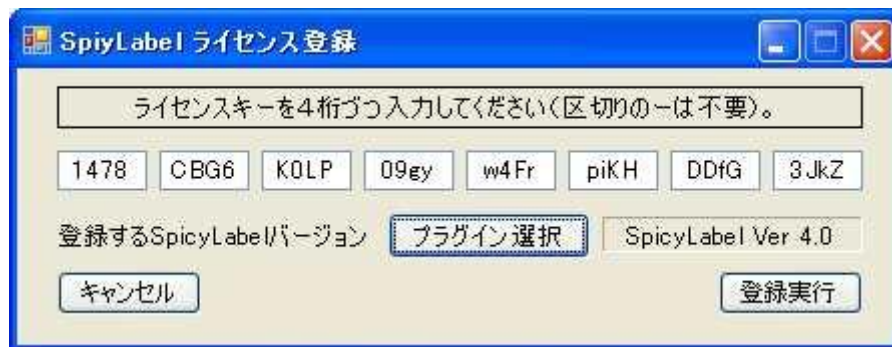 SpiyLabel ライセンス登録
ライセンスキーを4桁づつ入力してください(区切りのーは不要)。
1478 CBG6 K0LP 09gy w4Fr piKH DDfG 3JkZ
登録するSpicyLabelバージョン プラグイン選択 SpicyLabel Ver 4.0
キャンセル 登録実行